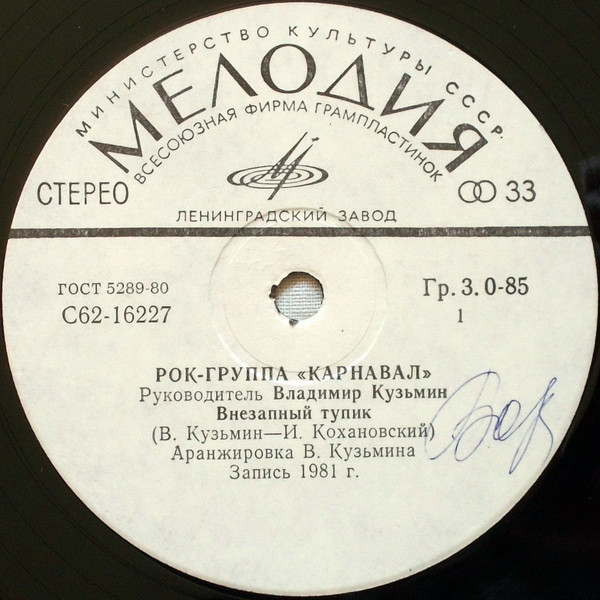 МИНИСТЕРСТВО КУЛЬТУРЫ СССР.
МЕЛОДИЯ
ВСЕСОЮЗНАЯ ФИРМА ГРАМПЛАСТИНОК
СТЕРЕО
33
ЛЕНИНГРАДСКИЙ ЗАВОД
ГОСТ 5289-80
Гр. 3. 0-85
С62-16227
1
РОК-ГРУППА «КАРНАВАЛ»
Руководитель Владимир Кузьмин
Внезапный тупик
(В. Кузьмин—И. Кохановский)
Аранжировка В. Кузьмина
Запись 1981 г.